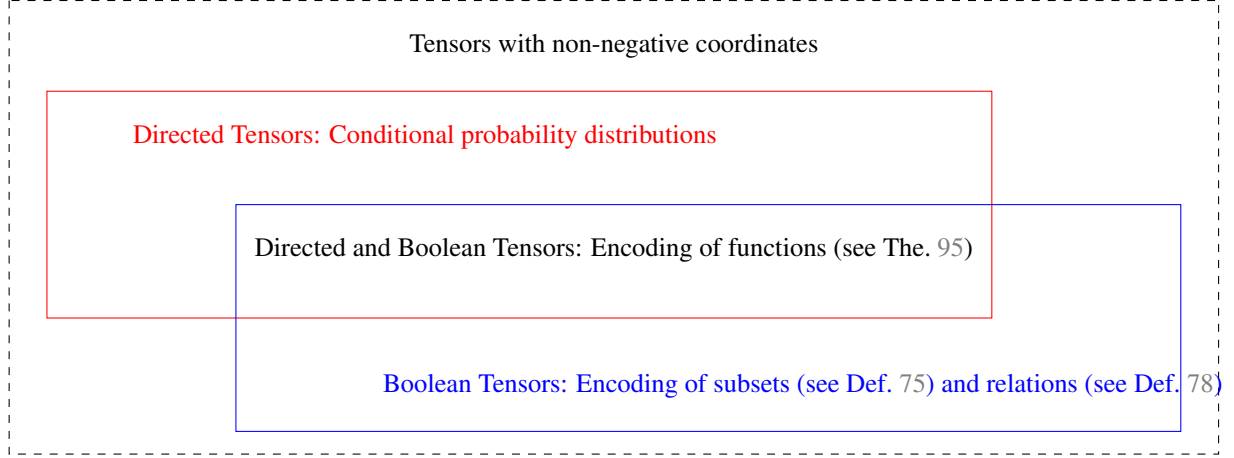 Tensors with non-negative coordinates
Directed Tensors: Conditional probability distributions
Directed and Boolean Tensors: Encoding of functions (see The. 95)
Boolean Tensors: Encoding of subsets (see Def. 75) and relations (see Def. 78)